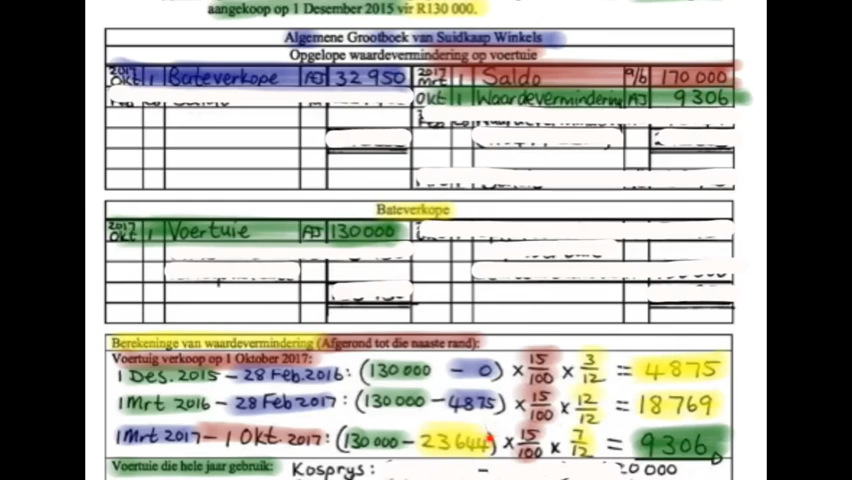 aangekoop op 1 Desember 2015 vir R130 000.
Algemene Grootboek van Suidkaap Winkels
Opgelope waardevermindering op voertuie
2017 Okt 1 Bateverkope AJ 32 950 2017 Mrt 1 Saldo o/b 170 000
Okt 1 Waardevermindering AJ 9 306
Bateverkope
2017 Okt 1 Voertuie AJ 130 000
Berekeninge van waardevermindering (Afgerond tot die naaste rand):
Voertuig verkoop op 1 Oktober 2017:
1 Des. 2015 – 28 Feb. 2016: (130 000 – 0) × 15/100 × 3/12 = 4875
1 Mrt 2016 – 28 Feb 2017: (130 000 – 4875) × 15/100 × 12/12 = 18769
1 Mrt 2017 – 1 Okt. 2017: (130 000 – 23644) × 15/100 × 7/12 = 9306
Voertuie die hele jaar gebruik: Kosprys: